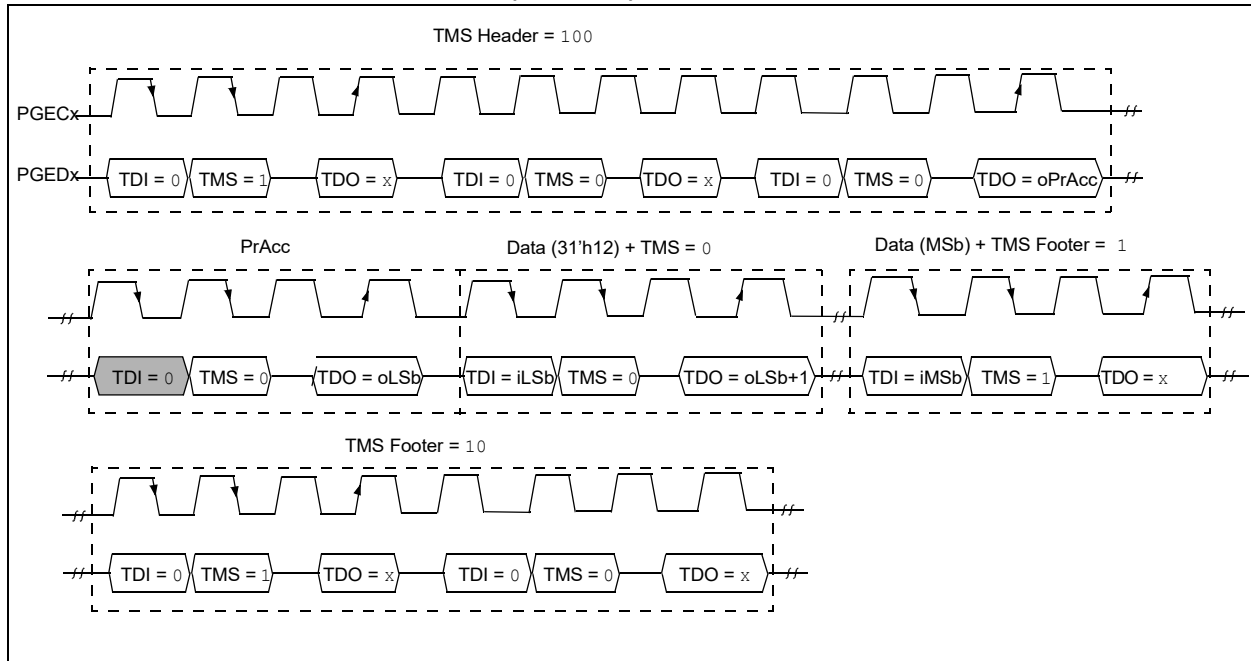 TMS Header = 100
PGECx
PGEDx TDI = 0 TMS = 1 TDO = x TDI = 0 TMS = 0 TDO = x TDI = 0 TMS = 0 TDO = oPrAcc
PrAcc Data (31'h12) + TMS = 0 Data (MSb) + TMS Footer = 1
TDI = 0 TMS = 0 TDO = oLSb TDI = iLSb TMS = 0 TDO = oLSb+1 TDI = iMSb TMS = 1 TDO = x
TMS Footer = 10
TDI = 0 TMS = 1 TDO = x TDI = 0 TMS = 0 TDO = x